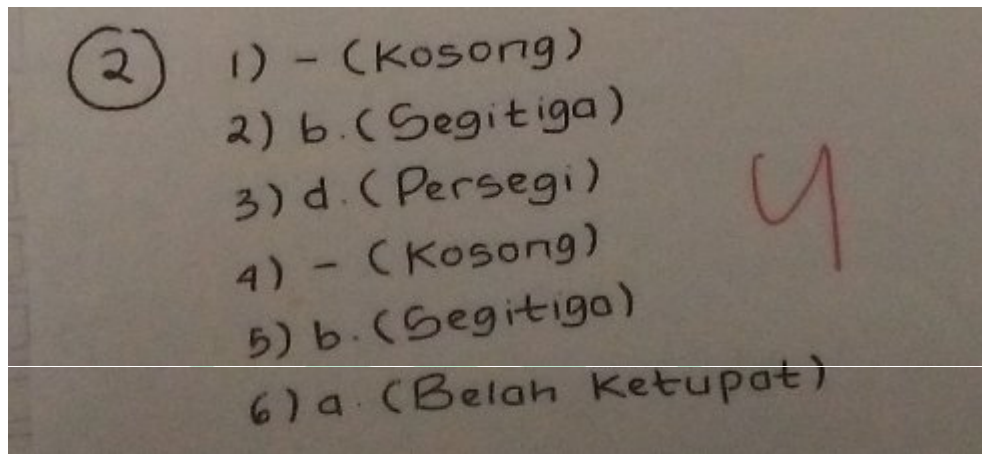 2 1) - (Kosong)
2) b. (Segitiga)
3) d. (Persegi)
4) - (Kosong)
5) b. (Segitiga)
6) a. (Belah Ketupat)
4